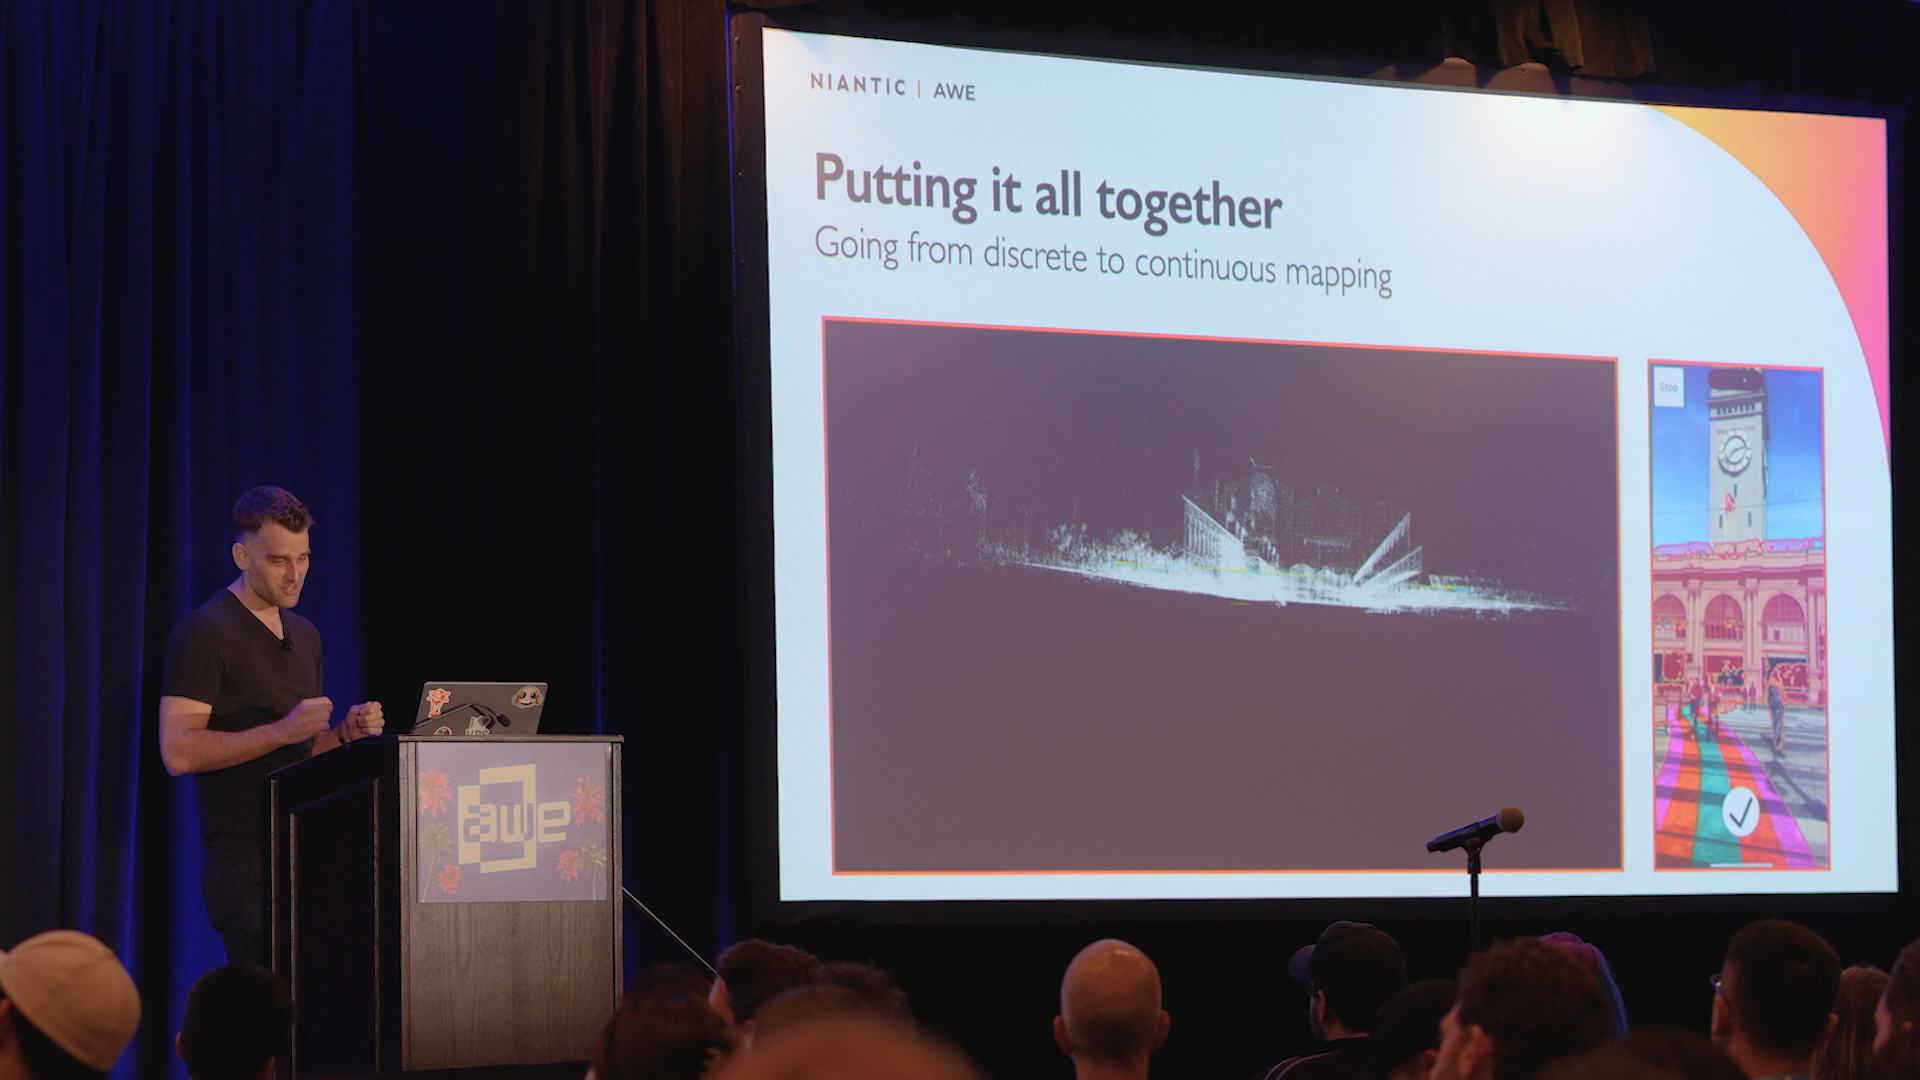 NIANTIC | AWE
Putting it all together
Going from discrete to continuous mapping
Stop
awe